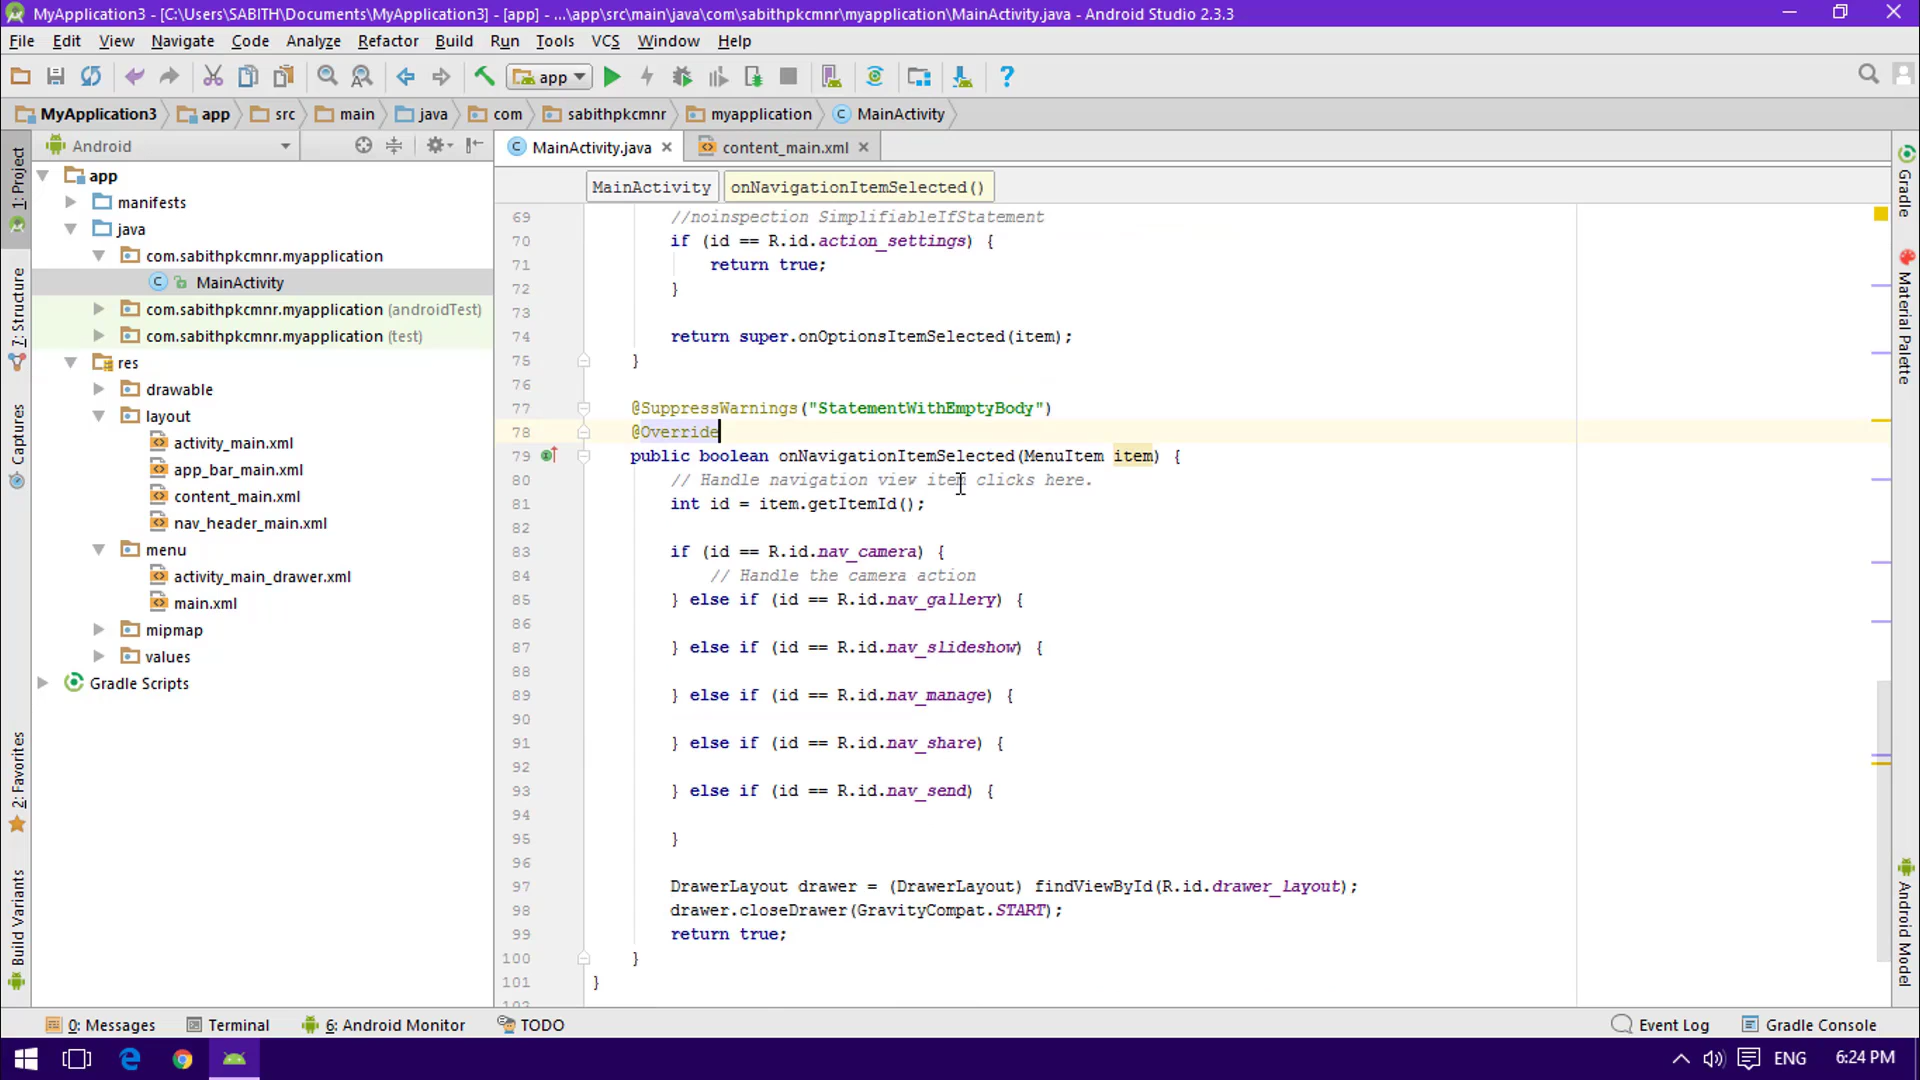 MyApplication3 - [C:\Users\SABITH\Documents\MyApplication3] - [app] - ...\app\src\main\java\com\sabithpkcmnr\myapplication\MainActivity.java - Android Studio 2.3.3
File Edit View Navigate Code Analyze Refactor Build Run Tools VCS Window Help
app
MyApplication3 app src main java com sabithpkcmnr myapplication MainActivity
Android
MainActivity.java content_main.xml
MainActivity onNavigationItemSelected()
1: Project
7: Structure
Captures
2: Favorites
Build Variants
app
manifests
java
com.sabithpkcmnr.myapplication
MainActivity
com.sabithpkcmnr.myapplication (androidTest)
com.sabithpkcmnr.myapplication (test)
res
drawable
layout
activity_main.xml
app_bar_main.xml
content_main.xml
nav_header_main.xml
menu
activity_main_drawer.xml
main.xml
mipmap
values
Gradle Scripts
69 //noinspection SimplifiableIfStatement
70 if (id == R.id.action_settings) {
71 return true;
72 }
73
74 return super.onOptionsItemSelected(item);
75 }
76
77 @SuppressWarnings("StatementWithEmptyBody")
78 @Override
79 public boolean onNavigationItemSelected(MenuItem item) {
80 // Handle navigation view item clicks here.
81 int id = item.getItemId();
82
83 if (id == R.id.nav_camera) {
84 // Handle the camera action
85 } else if (id == R.id.nav_gallery) {
86
87 } else if (id == R.id.nav_slideshow) {
88
89 } else if (id == R.id.nav_manage) {
90
91 } else if (id == R.id.nav_share) {
92
93 } else if (id == R.id.nav_send) {
94
95 }
96
97 DrawerLayout drawer = (DrawerLayout) findViewById(R.id.drawer_layout);
98 drawer.closeDrawer(GravityCompat.START);
99 return true;
100 }
101 }
102
Gradle
Material Palette
Android Model
0: Messages Terminal 6: Android Monitor TODO Event Log Gradle Console
ENG 6:24 PM